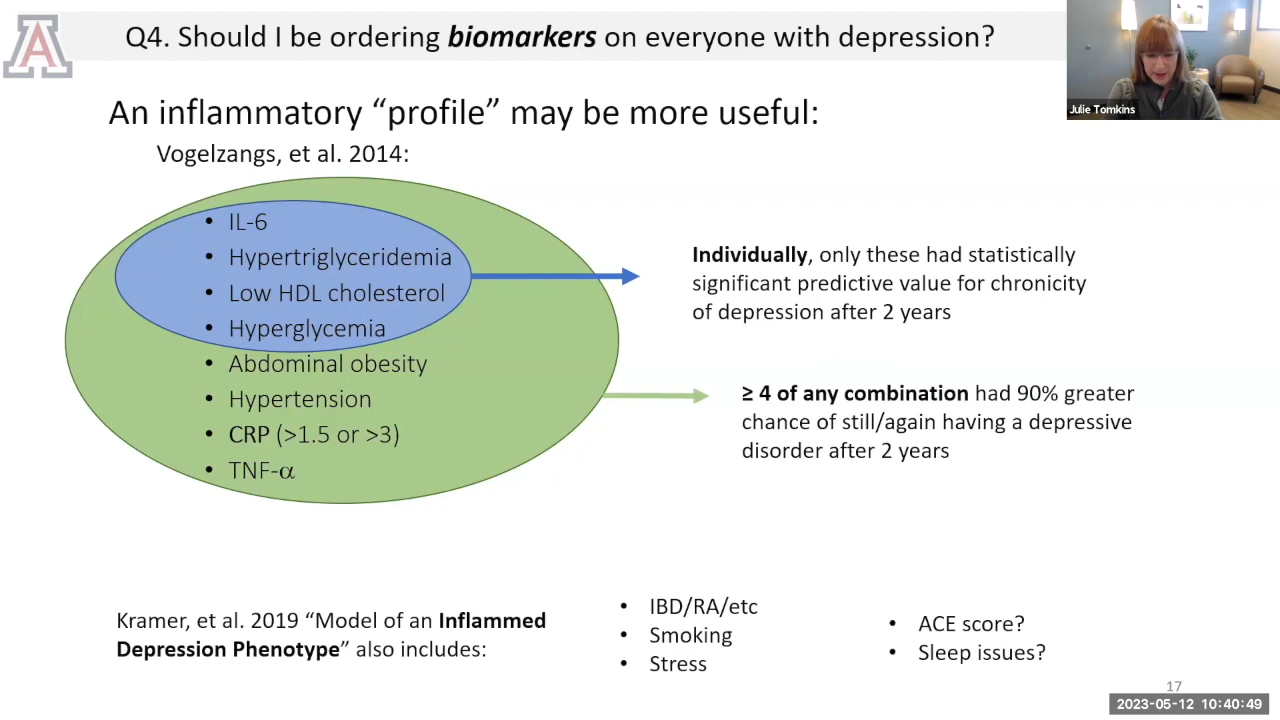 Q4. Should I be ordering biomarkers on everyone with depression?
Julie Tomkins
An inflammatory “profile” may be more useful:
Vogelzangs, et al. 2014:
• IL-6
• Hypertriglyceridemia
• Low HDL cholesterol
• Hyperglycemia
• Abdominal obesity
• Hypertension
• CRP (>1.5 or >3)
• TNF-α
Individually, only these had statistically
significant predictive value for chronicity
of depression after 2 years
≥ 4 of any combination had 90% greater
chance of still/again having a depressive
disorder after 2 years
Kramer, et al. 2019 “Model of an Inflammed
Depression Phenotype” also includes:
• IBD/RA/etc
• Smoking
• Stress
• ACE score?
• Sleep issues?
17
2023-05-12 10:40:49
A